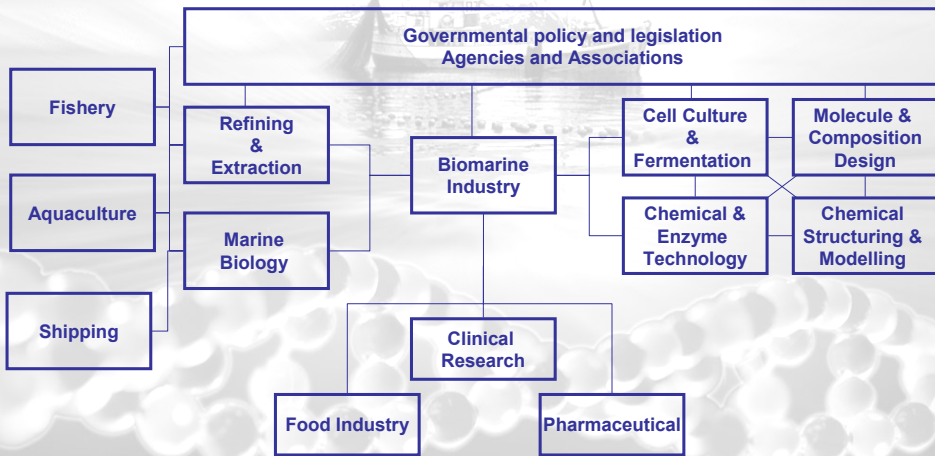 Governmental policy and legislation
Agencies and Associations
Fishery
Refining
&
Extraction
Cell Culture
&
Fermentation
Molecule &
Composition
Design
Biomarine
Industry
Aquaculture
Marine
Biology
Chemical &
Enzyme
Technology
Chemical
Structuring &
Modelling
Shipping
Clinical
Research
Food Industry
Pharmaceutical